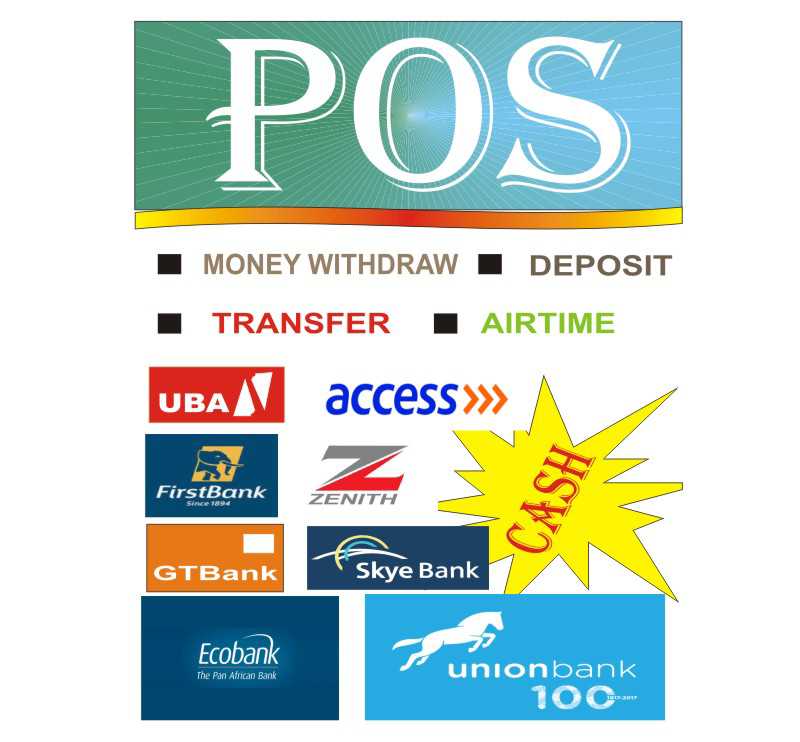 POS
MONEY WITHDRAW
DEPOSIT
TRANSFER
AIRTIME
UBA
access
FirstBank
Since 1894
ZENITH
CASH
GTBank
Skye Bank
Ecobank
The Pan African Bank
unionbank
100 1917-2017